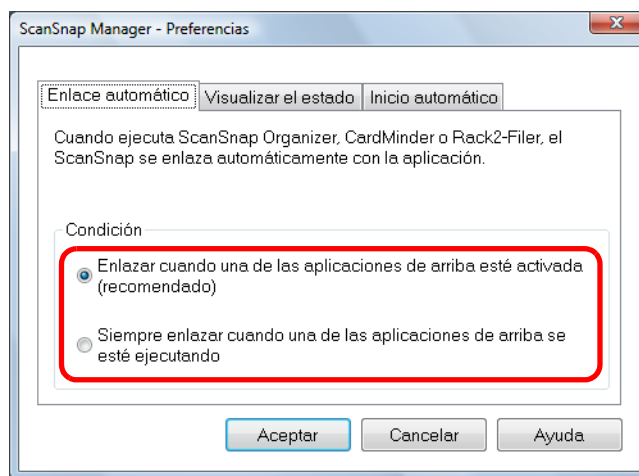 ScanSnap Manager - Preferencias
Enlace automático Visualizar el estado Inicio automático
Cuando ejecuta ScanSnap Organizer, CardMinder o Rack2-Filer, el
ScanSnap se enlaza automáticamente con la aplicación.
Condición
Enlazar cuando una de las aplicaciones de arriba esté activada
(recomendado)
Siempre enlazar cuando una de las aplicaciones de arriba se
esté ejecutando
Aceptar Cancelar Ayuda